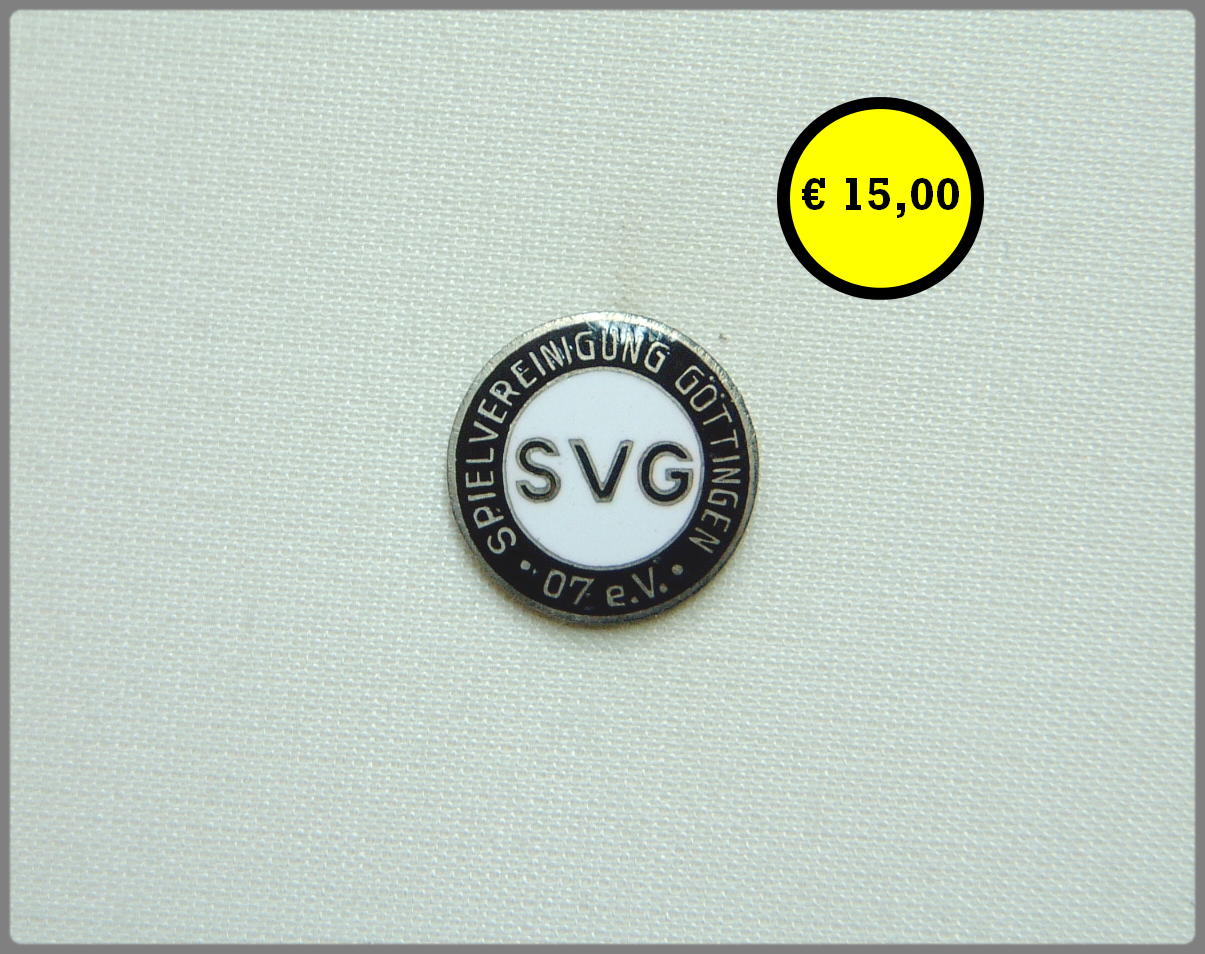 € 15,00
SPIELVEREINIGUNG GÖTTINGEN
SVG
• 07 e.V. •